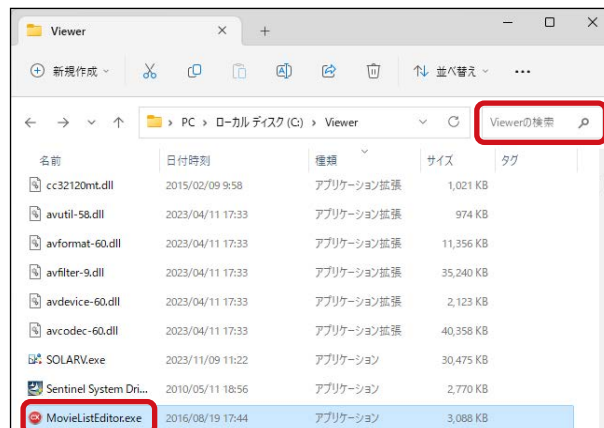 Viewer
新規作成
並べ替え
PC > ローカル ディスク (C:) > Viewer
Viewerの検索
名前 日付時刻 種類 サイズ タグ
cc32120mt.dll 2015/02/09 9:58 アプリケーション拡張 1,021 KB
avutil-58.dll 2023/04/11 17:33 アプリケーション拡張 974 KB
avformat-60.dll 2023/04/11 17:33 アプリケーション拡張 11,356 KB
avfilter-9.dll 2023/04/11 17:33 アプリケーション拡張 35,240 KB
avdevice-60.dll 2023/04/11 17:33 アプリケーション拡張 2,123 KB
avcodec-60.dll 2023/04/11 17:33 アプリケーション拡張 40,358 KB
SOLARV.exe 2023/11/09 11:22 アプリケーション 30,475 KB
Sentinel System Dri... 2010/05/11 18:56 アプリケーション 2,770 KB
MovieListEditor.exe 2016/08/19 17:44 アプリケーション 3,088 KB